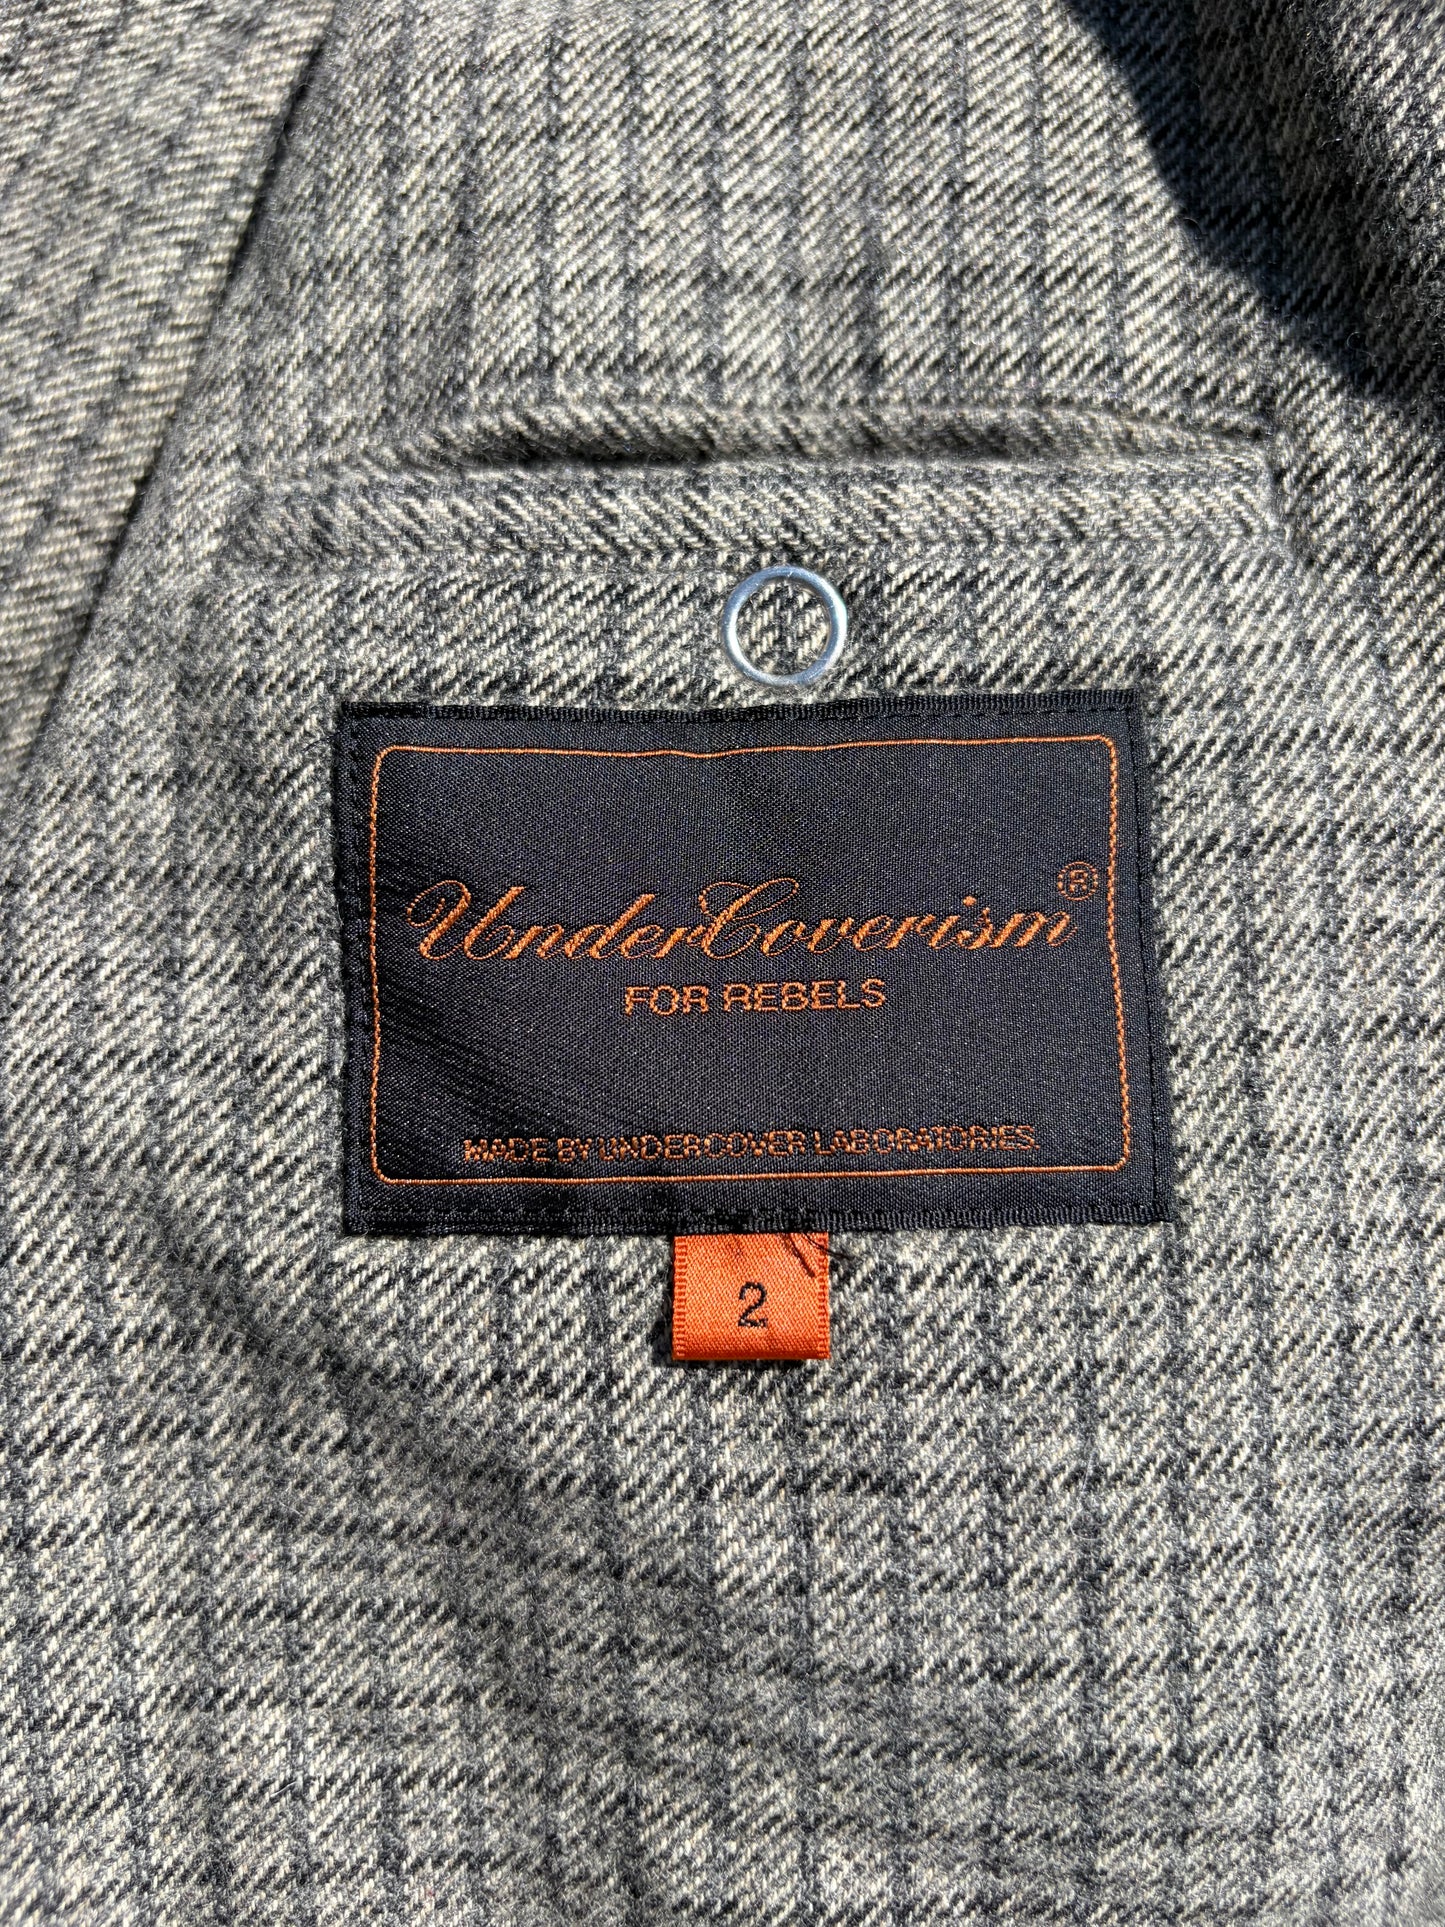 UnderCoverism®
FOR REBELS
MADE BY UNDERCOVER LABORATORIES.
2